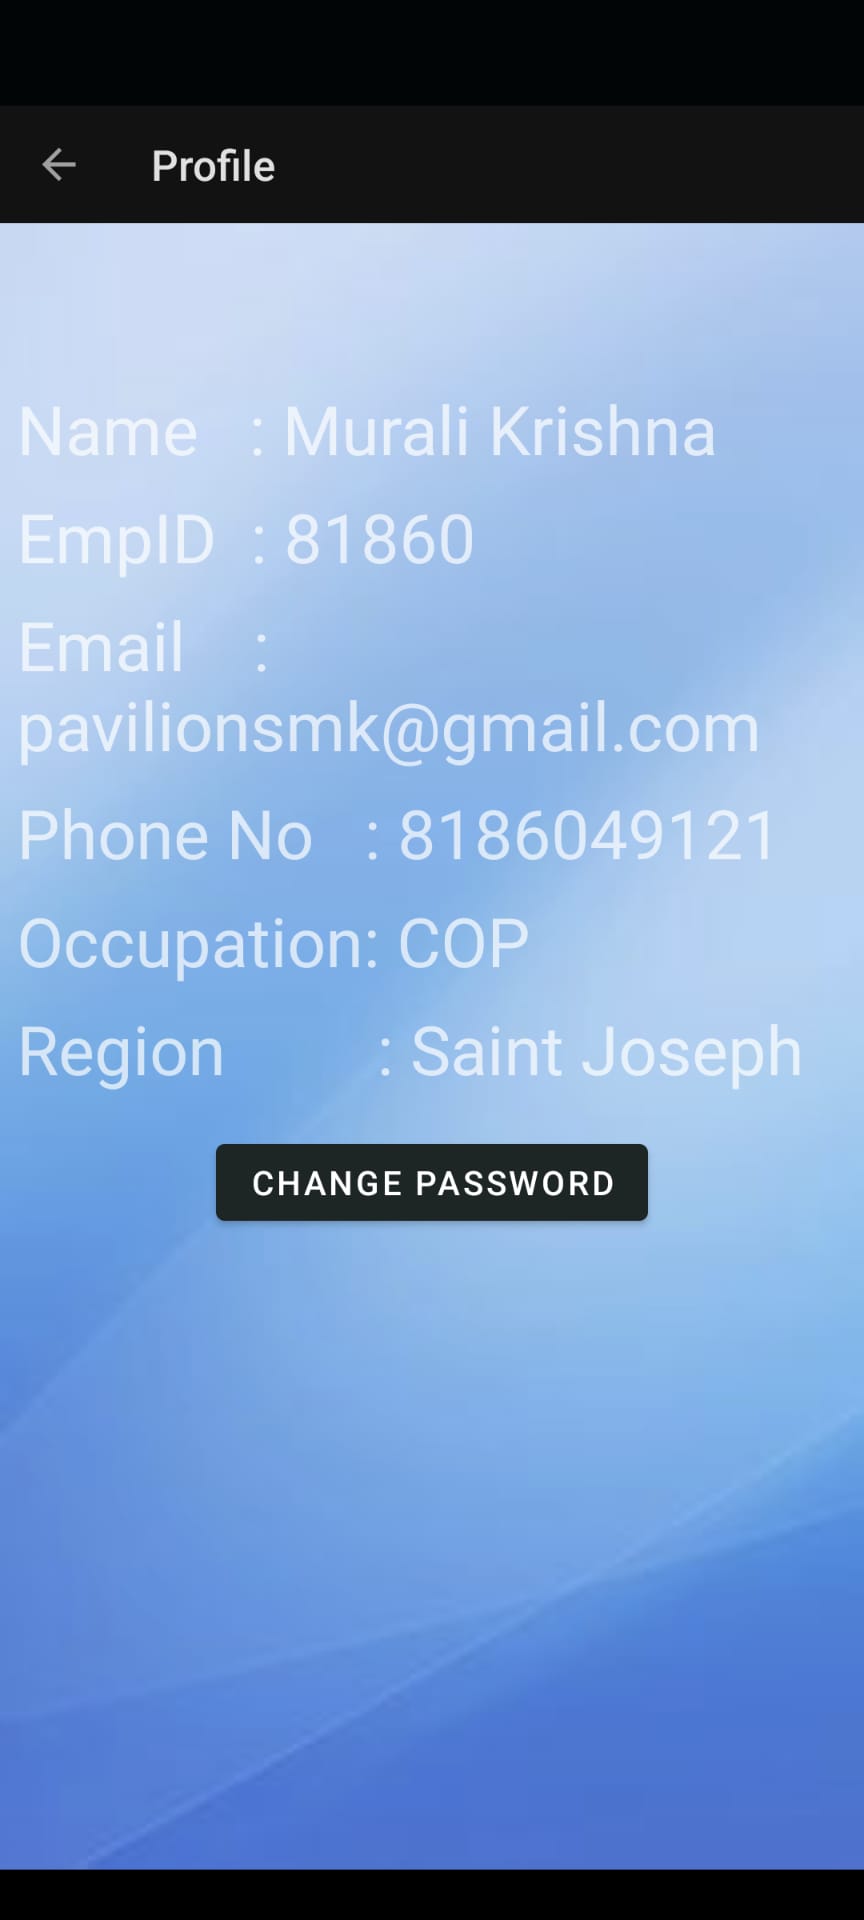 Profile
Name : Murali Krishna
EmpID : 81860
Email :
pavilionsmk@gmail.com
Phone No : 8186049121
Occupation: COP
Region : Saint Joseph
CHANGE PASSWORD